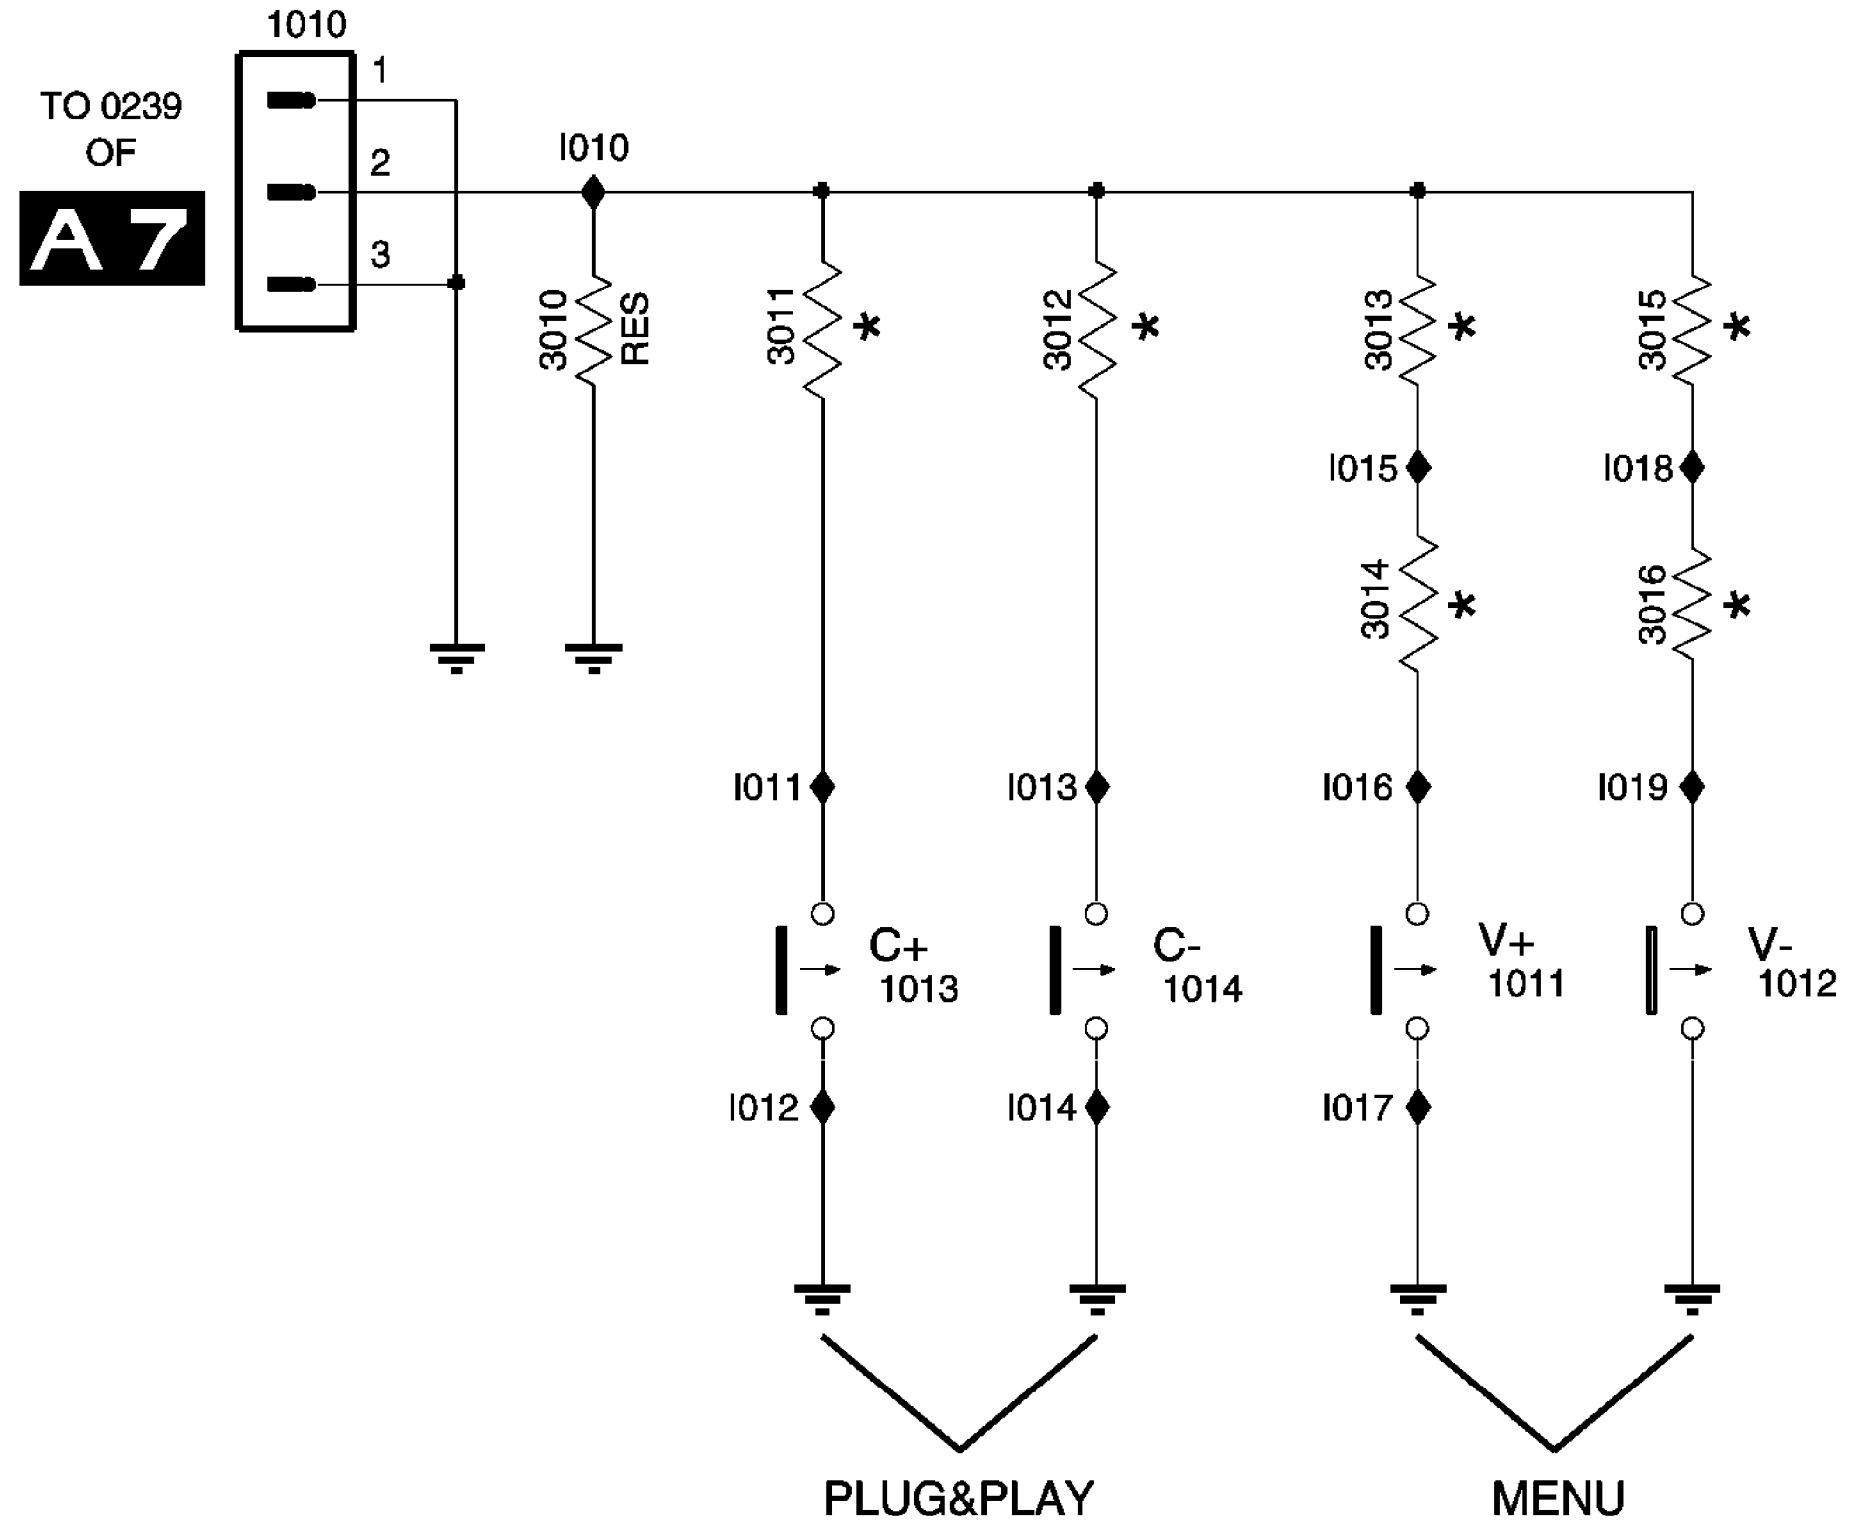 1010
TO 0239
OF
A 7
1
2
3
I010
3010
RES
3011
*
3012
*
3013
*
3015
*
I015
I018
3014
*
3016
*
I011
I013
I016
I019
C+
1013
C-
1014
V+
1011
V-
1012
I012
I014
I017
PLUG&PLAY
MENU